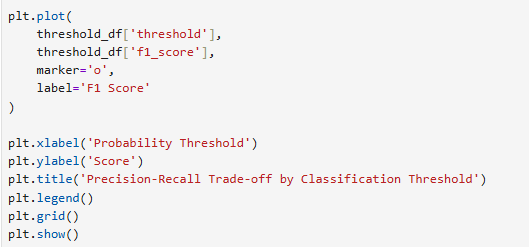 plt.plot(
    threshold_df['threshold'],
    threshold_df['f1_score'],
    marker='o',
    label='F1 Score'
)

plt.xlabel('Probability Threshold')
plt.ylabel('Score')
plt.title('Precision-Recall Trade-off by Classification Threshold')
plt.legend()
plt.grid()
plt.show()